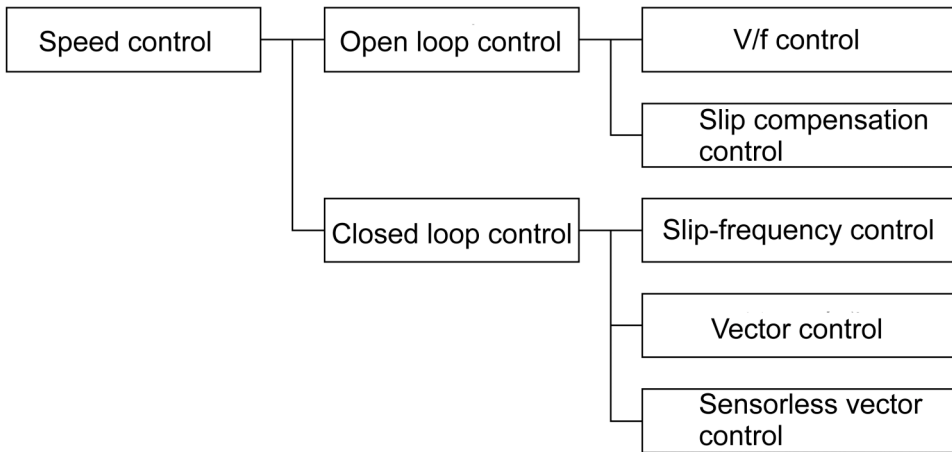 Speed control
Open loop control
V/f control
Slip compensation
control
Closed loop control
Slip-frequency control
Vector control
Sensorless vector
control